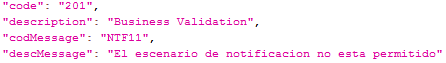 "code": "201",
"description": "Business Validation",
"codMessage": "NTF11",
"descMessage": "El escenario de notificacion no esta permitido"